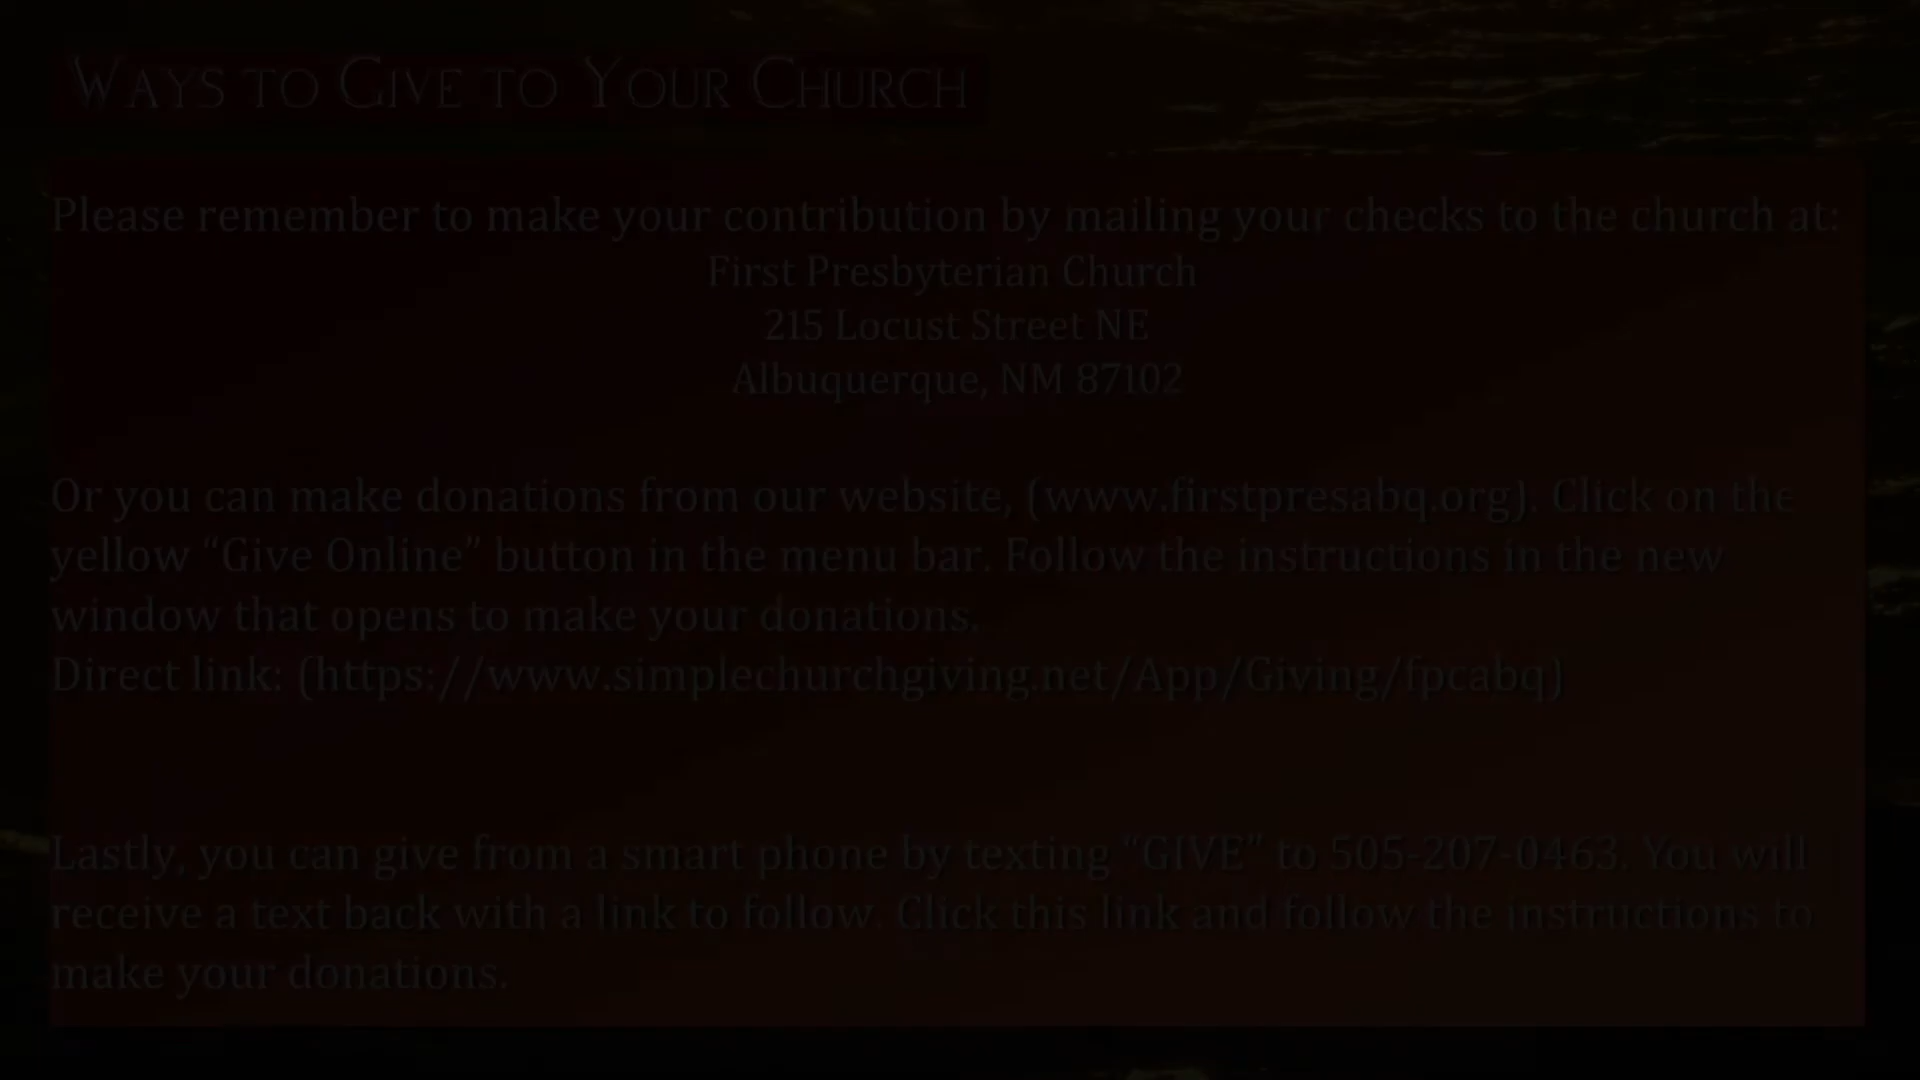 Ways to Give to Your Church
Please remember to make your contribution by mailing your checks to the church at:
First Presbyterian Church
215 Locust Street NE
Albuquerque, NM 87102
Or you can make donations from our website, (www.firstpresabq.org). Click on the
yellow “Give Online” button in the menu bar. Follow the instructions in the new
window that opens to make your donations.
Direct link: (https://www.simplechurchgiving.net/App/Giving/fpcabq)
Lastly, you can give from a smart phone by texting “GIVE” to 505-207-0463. You will
receive a text back with a link to follow. Click this link and follow the instructions to
make your donations.